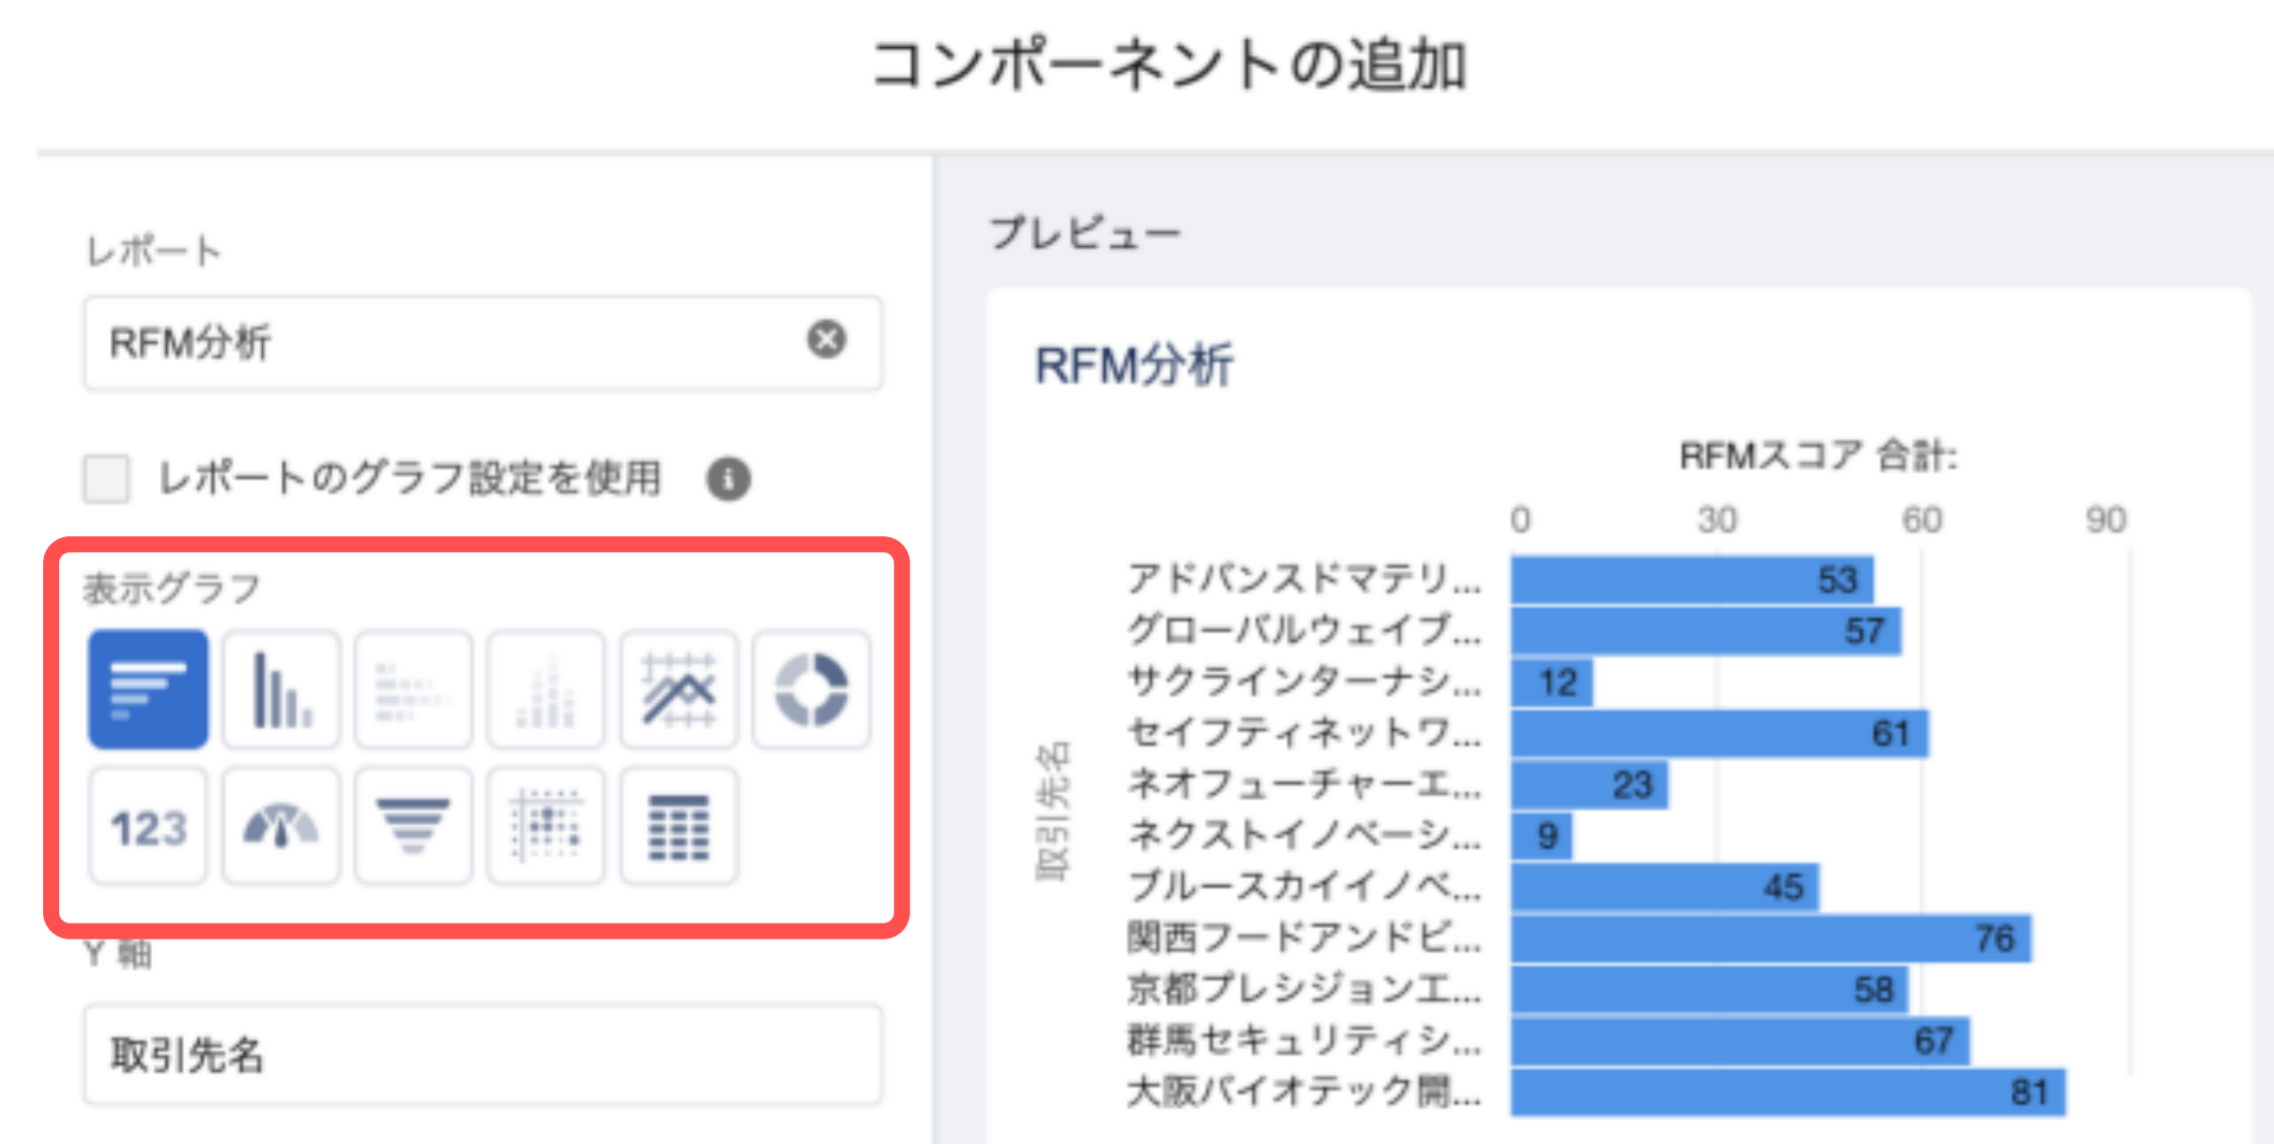 コンポーネントの追加
レポート
RFM分析
レポートのグラフ設定を使用
表示グラフ
123
Y 軸
取引先名
プレビュー
RFM分析
RFMスコア 合計:
0 30 60 90
取引先名
アドバンスドマテリ... 53
グローバルウェイブ... 57
サクラインターナシ... 12
セイフティネットワ... 61
ネオフューチャーエ... 23
ネクストイノベーシ... 9
ブルースカイイノベ... 45
関西フードアンドビ... 76
京都プレシジョン工... 58
群馬セキュリティシ... 67
大阪バイオテック開... 81